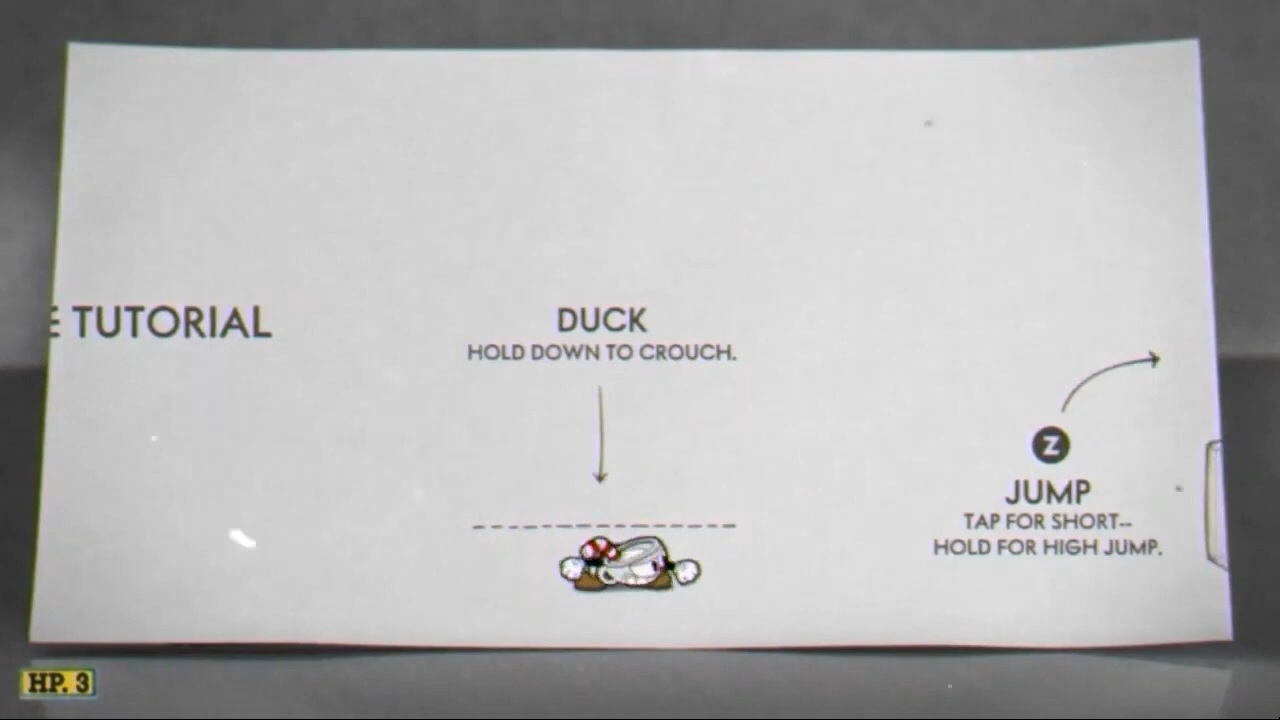 TUTORIAL
DUCK
HOLD DOWN TO CROUCH.
Z
JUMP
TAP FOR SHORT--
HOLD FOR HIGH JUMP.
HP. 3